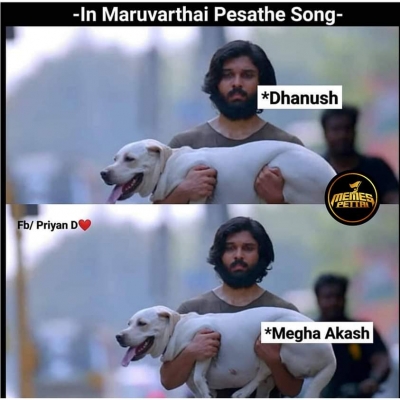 -In Maruvarthai Pesathe Song-
*Dhanush
MEMES
PETTAI
Fb/ Priyan D❤️
*Megha Akash